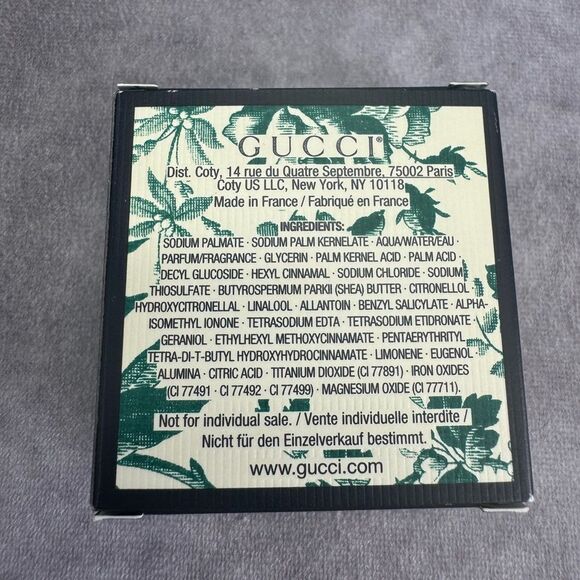 GUCCI®
Dist. Coty, 14 rue du Quatre Septembre, 75002 Paris
Coty US LLC, New York, NY 10118
Made in France / Fabriqué en France
INGREDIENTS:
SODIUM PALMATE · SODIUM PALM KERNELATE · AQUA/WATER/EAU ·
PARFUM/FRAGRANCE · GLYCERIN · PALM KERNEL ACID · PALM ACID ·
DECYL GLUCOSIDE · HEXYL CINNAMAL · SODIUM CHLORIDE · SODIUM
THIOSULFATE · BUTYROSPERMUM PARKII (SHEA) BUTTER · CITRONELLOL ·
HYDROXYCITRONELLAL · LINALOOL · ALLANTOIN · BENZYL SALICYLATE · ALPHA-
ISOMETHYL IONONE · TETRASODIUM EDTA · TETRASODIUM ETIDRONATE ·
GERANIOL · ETHYLHEXYL METHOXYCINNAMATE · PENTAERYTHRITYL
TETRA-DI-T-BUTYL HYDROXYHYDROCINNAMATE · LIMONENE · EUGENOL ·
ALUMINA · CITRIC ACID · TITANIUM DIOXIDE (CI 77891) · IRON OXIDES
(CI 77491 · CI 77492 · CI 77499) · MAGNESIUM OXIDE (CI 77711).
Not for individual sale. / Vente individuelle interdite /
Nicht für den Einzelverkauf bestimmt.
www.gucci.com